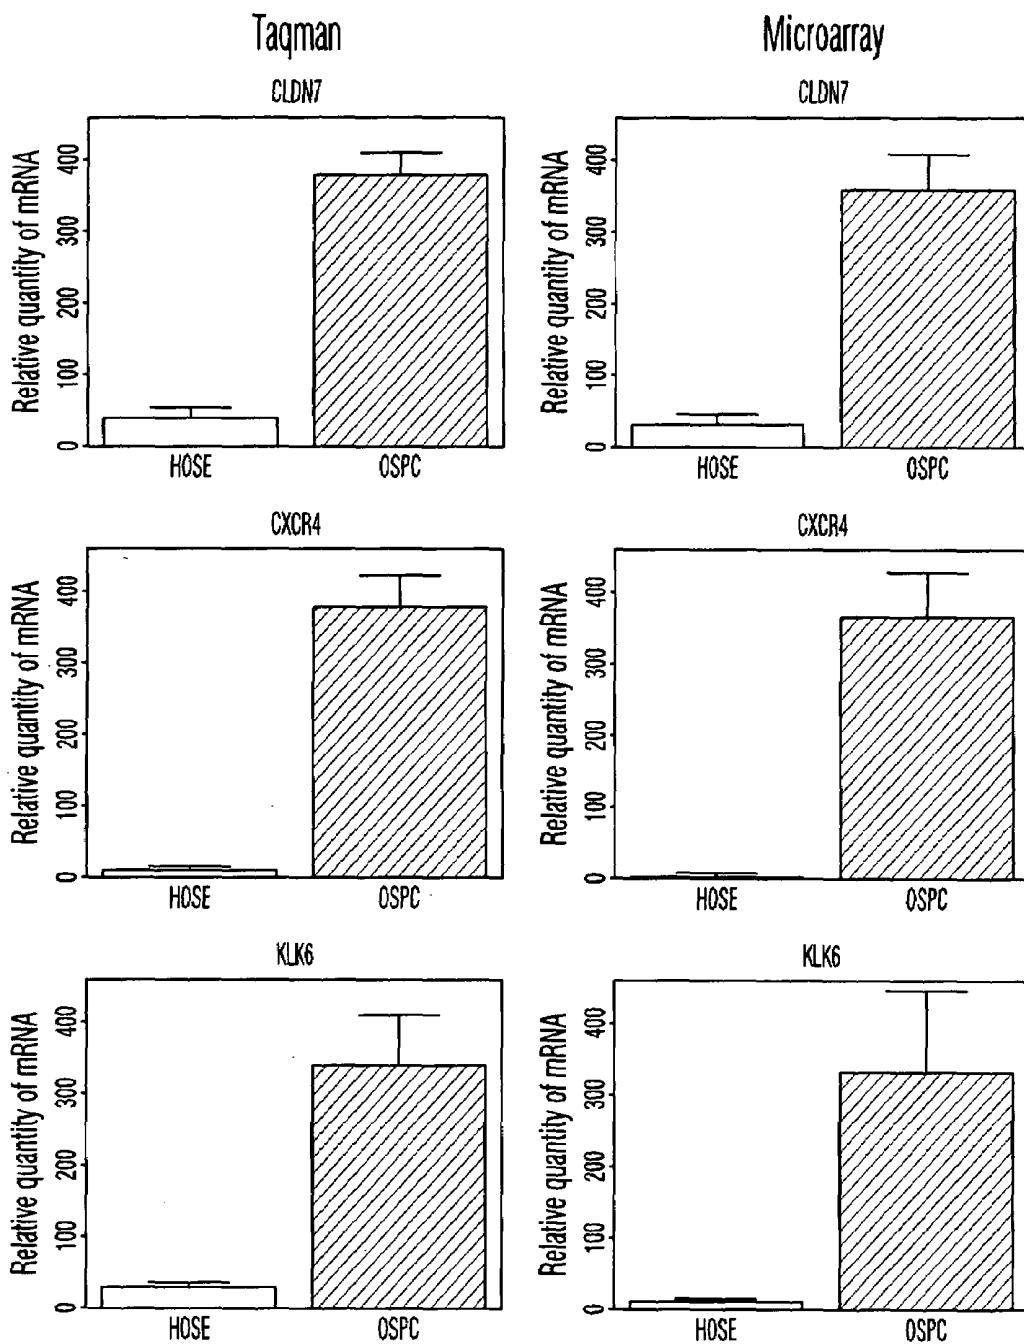 Taqman
Microarray
CLDN7
CLDN7
Relative quantity of mRNA
400
300
200
100
0
HOSE
OSPC
Relative quantity of mRNA
400
300
200
100
0
HOSE
OSPC
CXCR4
CXCR4
Relative quantity of mRNA
400
300
200
100
0
HOSE
OSPC
Relative quantity of mRNA
400
300
200
100
0
HOSE
OSPC
KLK6
KLK6
Relative quantity of mRNA
400
300
200
100
0
HOSE
OSPC
Relative quantity of mRNA
400
300
200
100
0
HOSE
OSPC